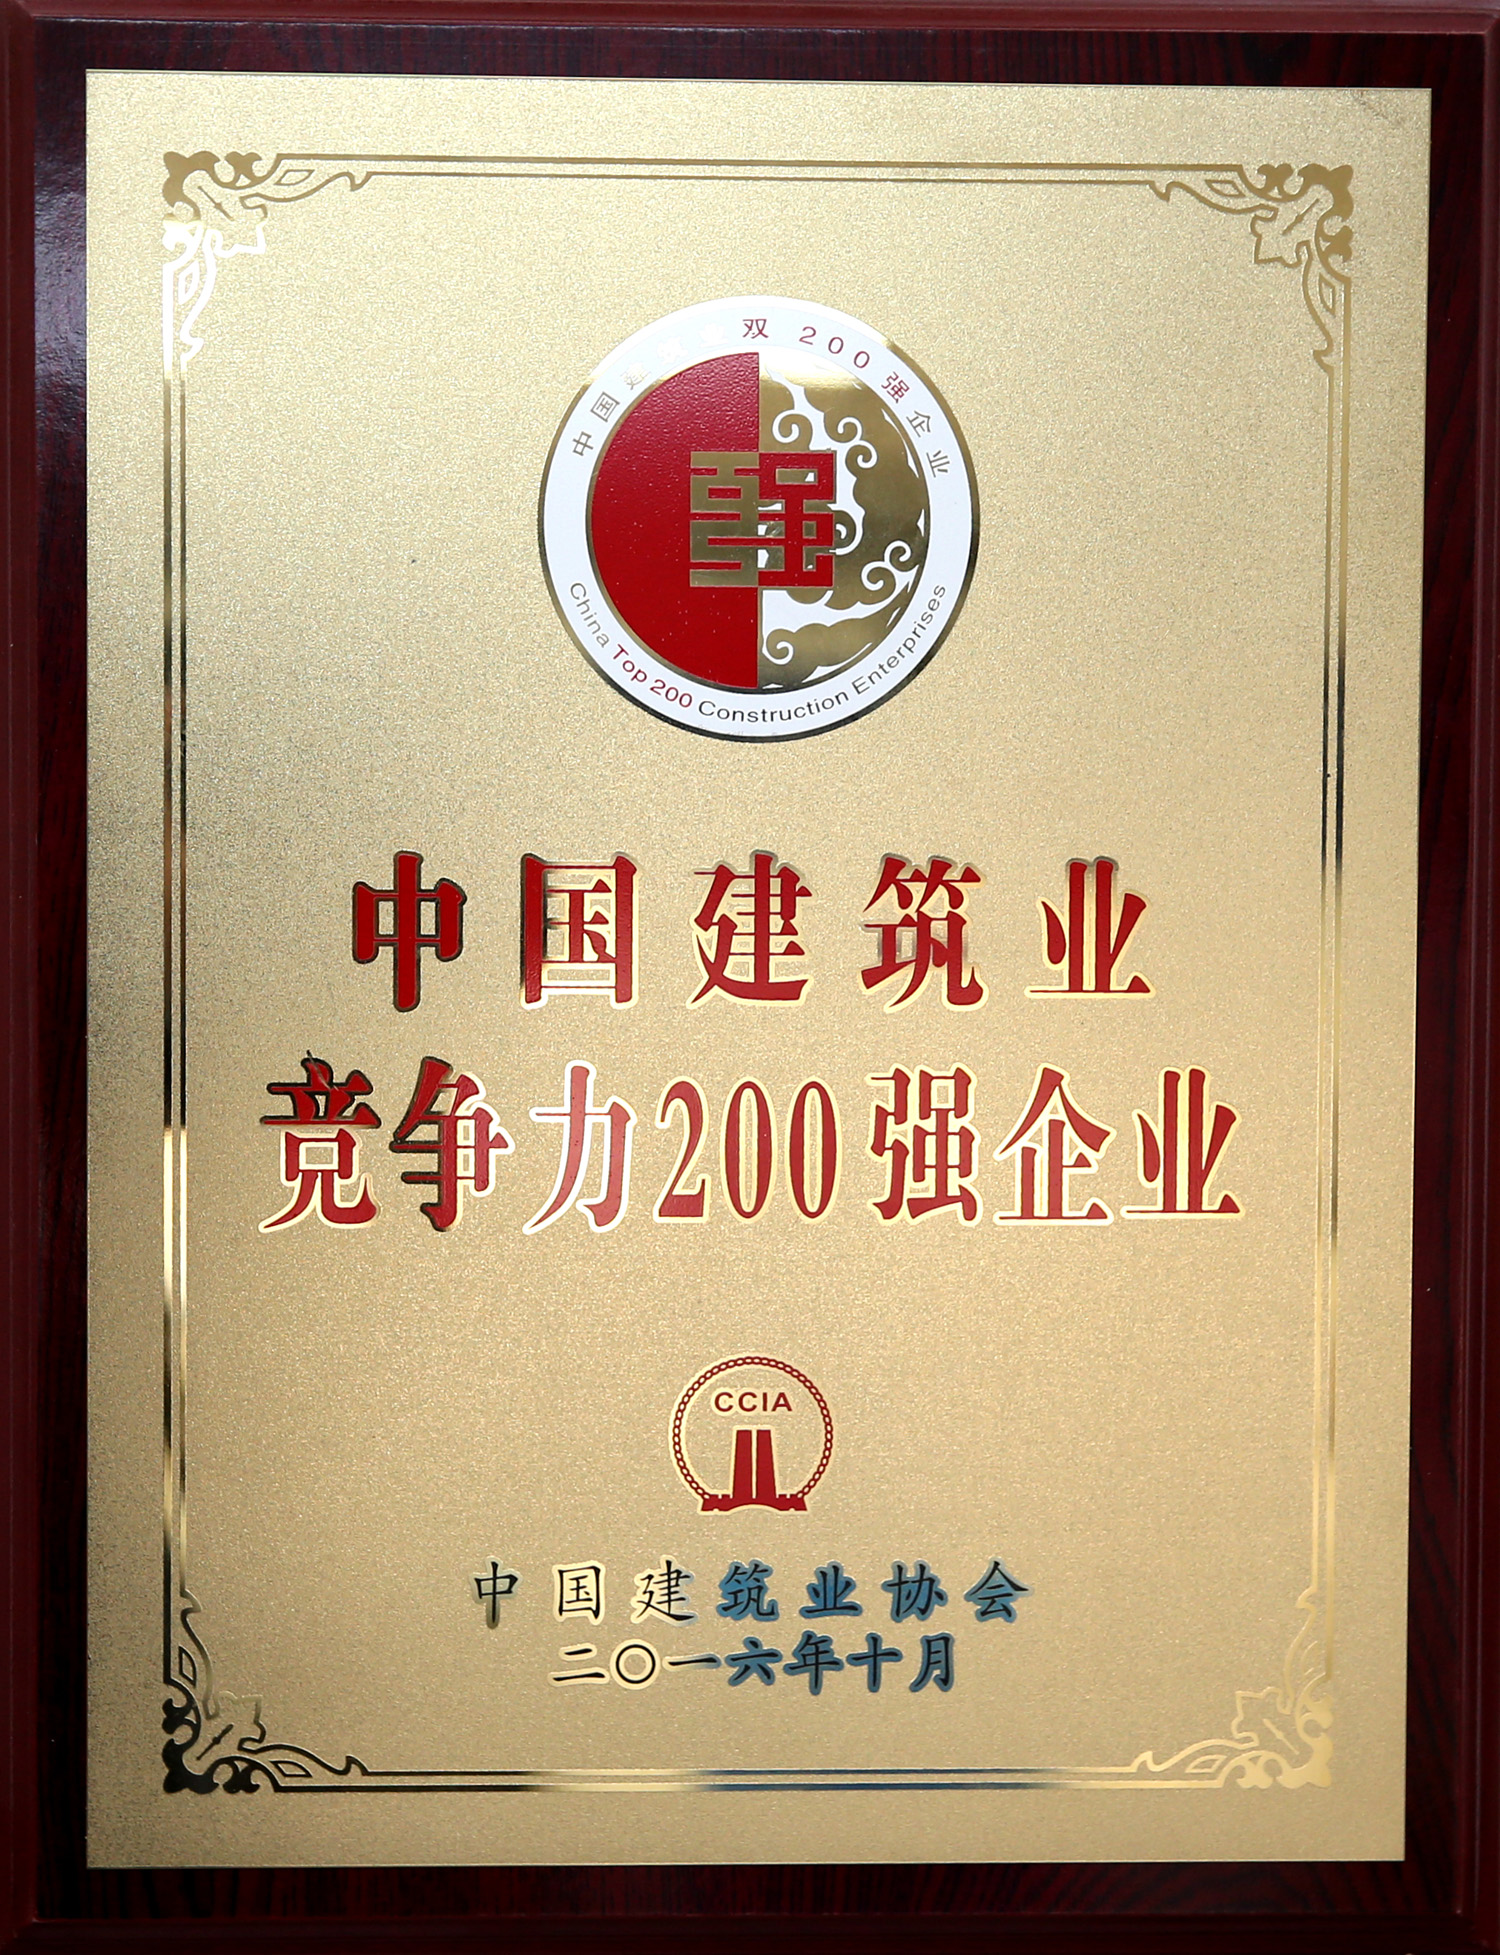 中国建筑业双200强企业
百强
China Top 200 Construction Enterprises
中国建筑业
竞争力200强企业
CCIA
中国建筑业协会
二〇一六年十月